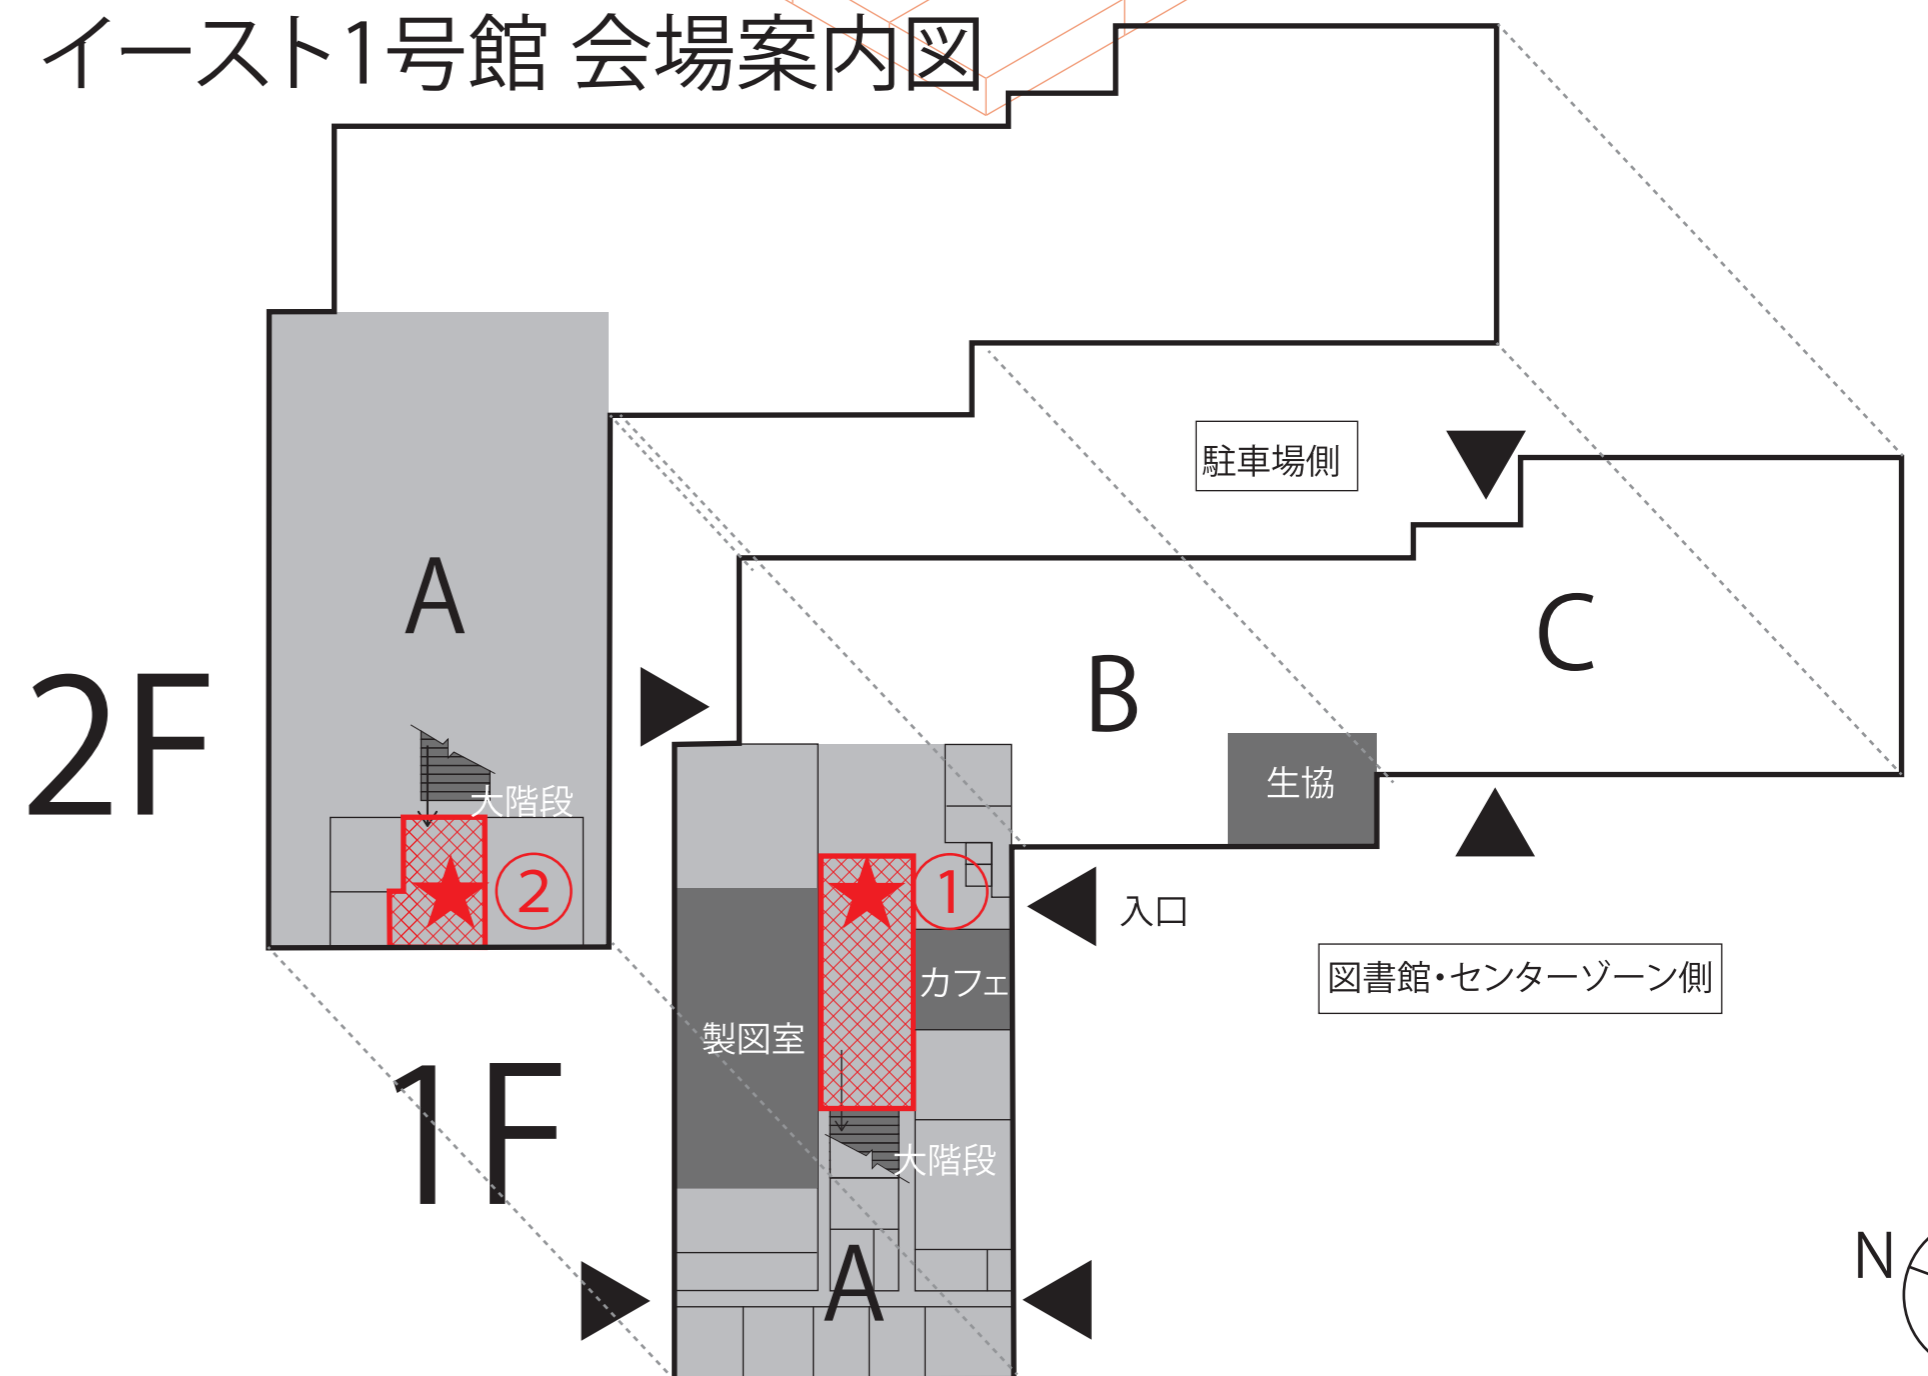 イースト1号館 会場案内図
駐車場側
A
C
B
2F
生協
大階段
②
①
入口
カフェ
図書館・センターゾーン側
製図室
1F
大階段
A
N